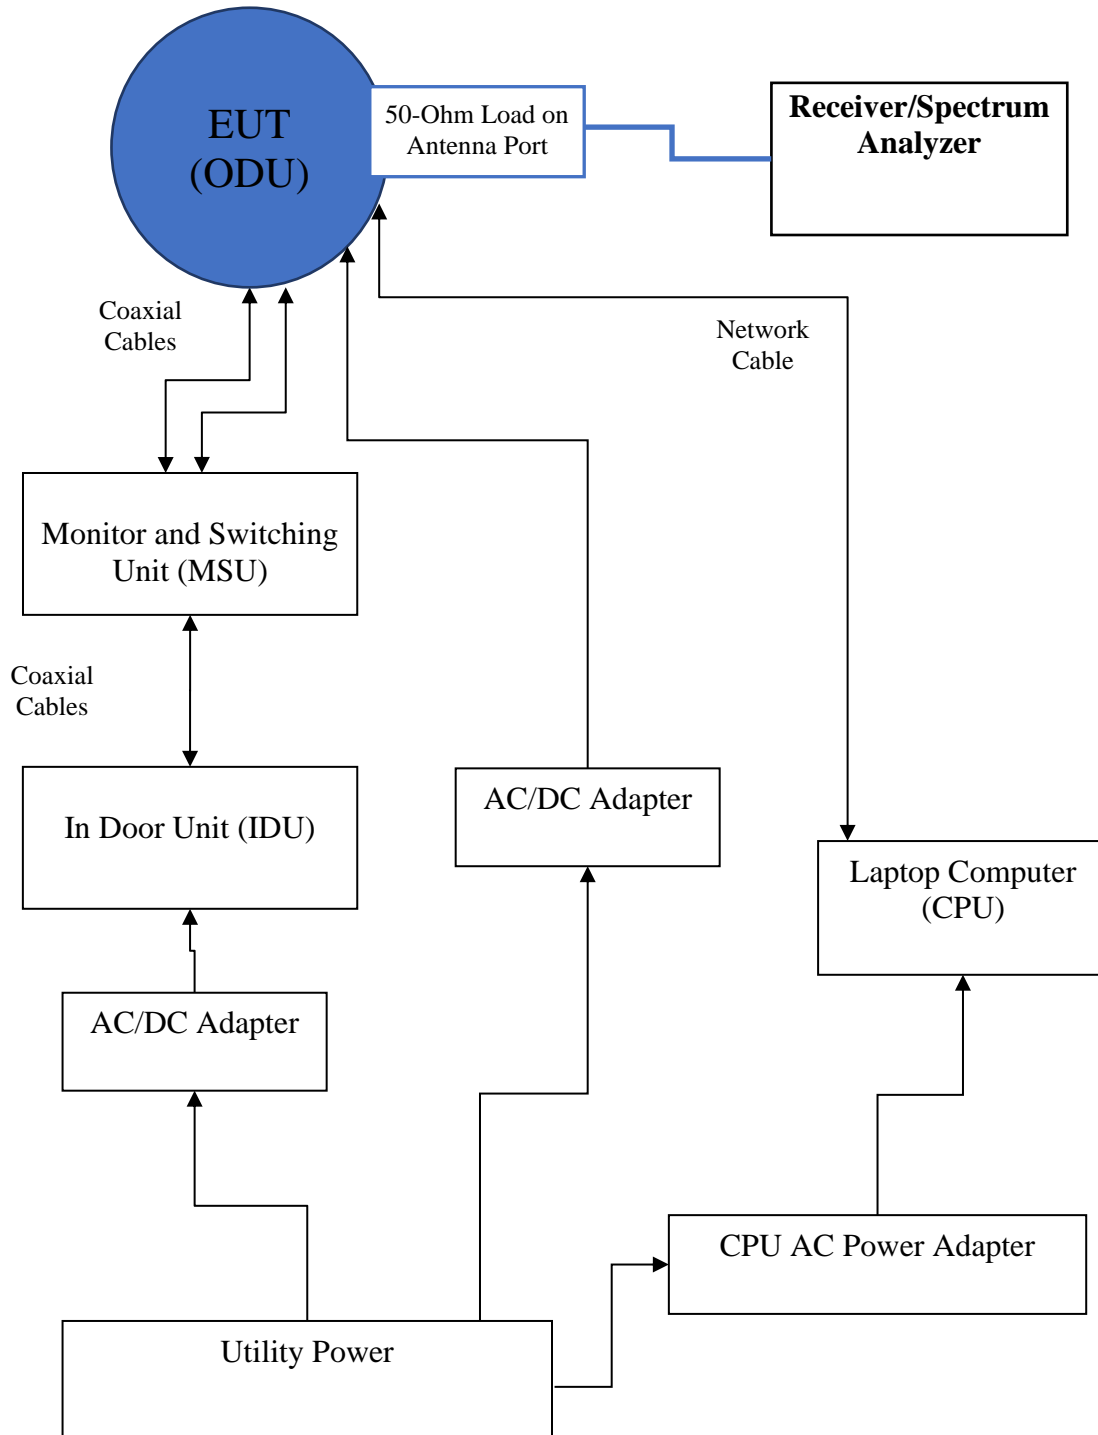 EUT
(ODU)
50-Ohm Load on
Antenna Port
Receiver/Spectrum
Analyzer
Coaxial
Cables
Network
Cable
Monitor and Switching
Unit (MSU)
Coaxial
Cables
In Door Unit (IDU)
AC/DC Adapter
Laptop Computer
(CPU)
AC/DC Adapter
CPU AC Power Adapter
Utility Power